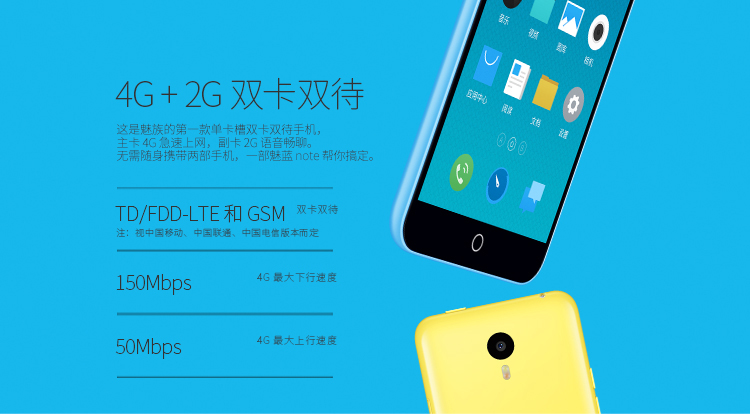 4G + 2G 双卡双待
这是魅族的第一款单卡槽双卡双待手机，
主卡 4G 急速上网，副卡 2G 语音畅聊。
无需随身携带两部手机，一部魅蓝 note 帮你搞定。
TD/FDD-LTE 和 GSM 双卡双待
注：视中国移动、中国联通、中国电信版本而定
150Mbps 4G 最大下行速度
50Mbps 4G 最大上行速度
音乐 视频 图库 相机
应用中心 阅读 文档 设置